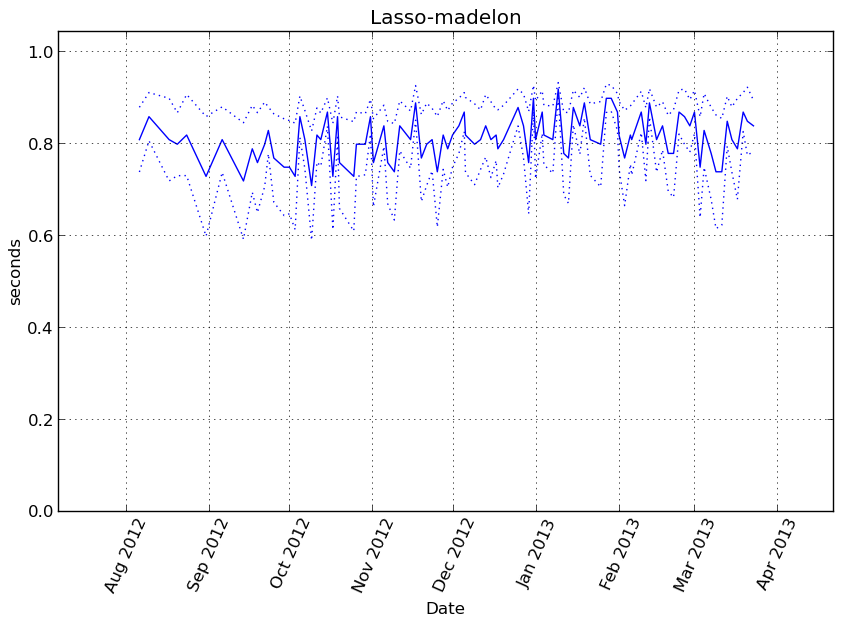 Lasso-madelon
1.0
0.8
0.6
0.4
0.2
0.0
seconds
Aug 2012
Sep 2012
Oct 2012
Nov 2012
Dec 2012
Jan 2013
Feb 2013
Mar 2013
Apr 2013
Date